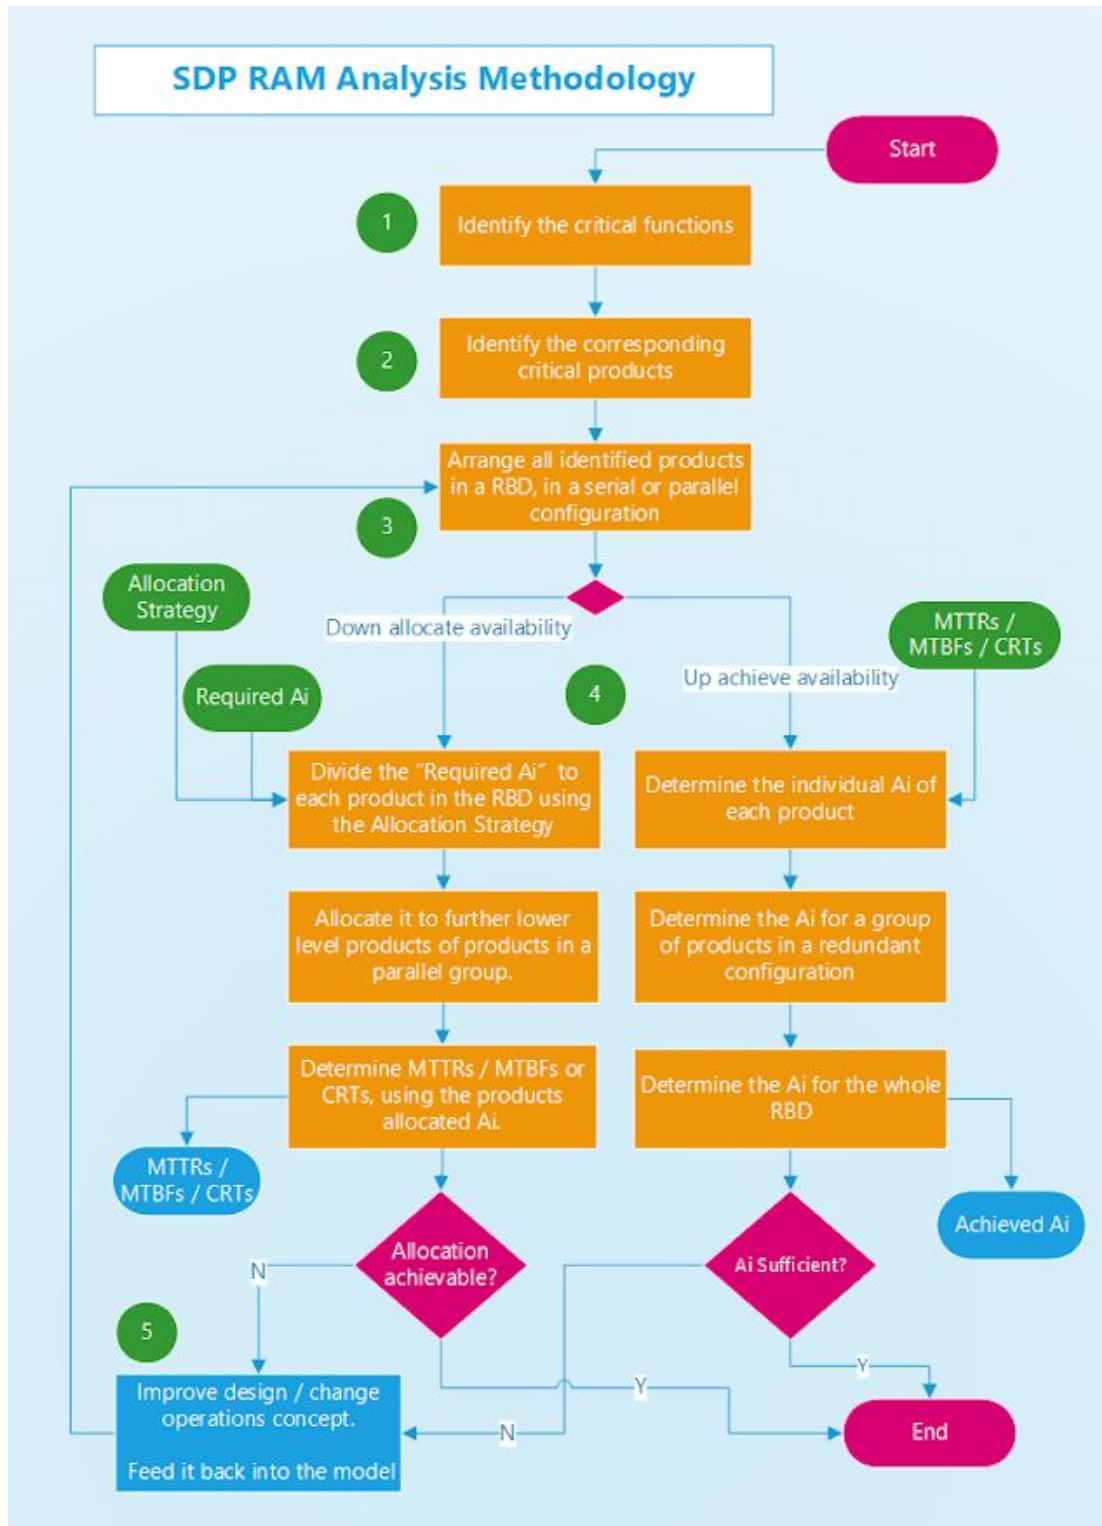 SDP RAM Analysis Methodology
Start
1
Identify the critical functions
2
Identify the corresponding
critical products
Arrange all identified products
in a RBD, in a serial or parallel
configuration
3
Allocation
Strategy
Down allocate availability
MTTRs /
MTBFs / CRTs
Required Ai
4
Up achieve availability
Divide the "Required Ai" to
each product in the RBD using
the Allocation Strategy
Determine the individual Ai of
each product
Allocate it to further lower
level products of products in a
parallel group.
Determine the Ai for a group
of products in a redundant
configuration
Determine MTTRs / MTBFs or
CRTs, using the products
allocated Ai.
Determine the Ai for the whole
RBD
MTTRs /
MTBFs / CRTs
Achieved Ai
Allocation
achievable?
Ai Sufficient?
N
5
Y
Y
Improve design / change
operations concept.
Feed it back into the model
N
End